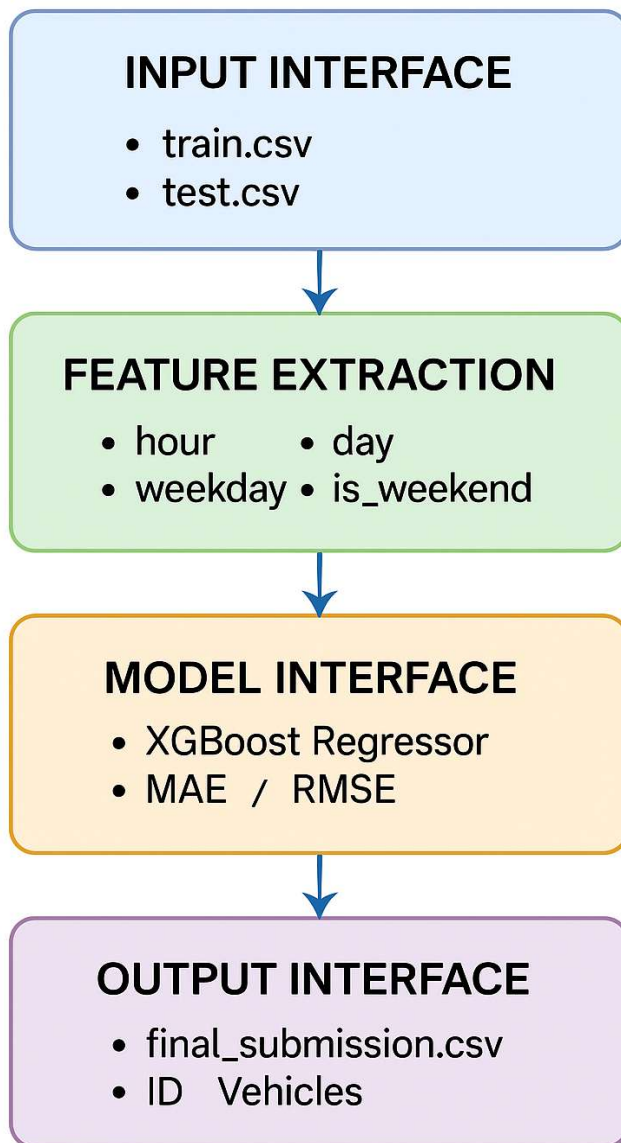 INPUT INTERFACE
• train.csv
• test.csv
FEATURE EXTRACTION
• hour • day
• weekday • is_weekend
MODEL INTERFACE
• XGBoost Regressor
• MAE / RMSE
OUTPUT INTERFACE
• final_submission.csv
• ID Vehicles